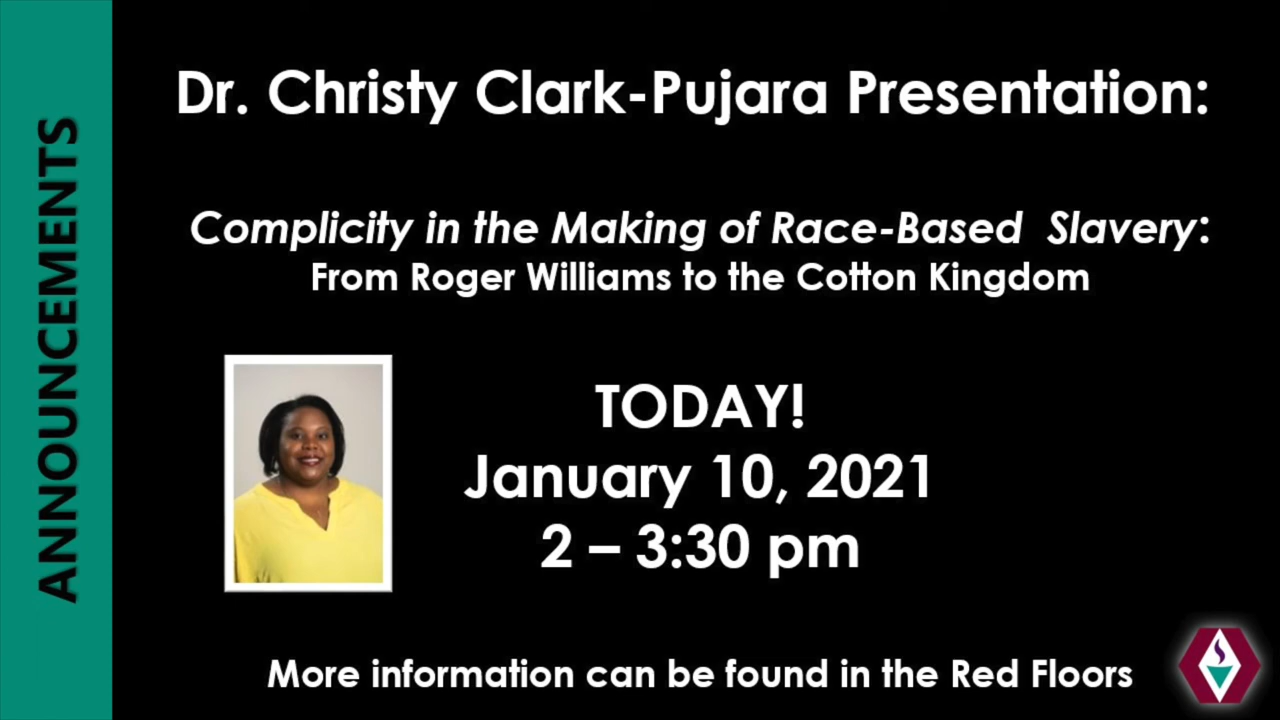 ANNOUNCEMENTS
Dr. Christy Clark-Pujara Presentation:
Complicity in the Making of Race-Based  Slavery:
From Roger Williams to the Cotton Kingdom
TODAY!
January 10, 2021
2 – 3:30 pm
More information can be found in the Red Floors